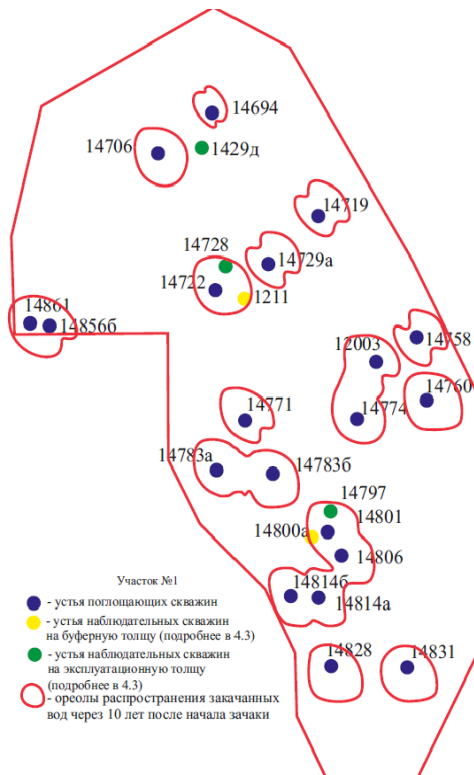 14694
14706
1429д
14719
14728
14729а
14722
1211
14861
14856б
14758
12003
14760
14774
14771
14783а
14783б
14797
14801
14800а
14806
14814б
14814а
14828
14831
Участок №1
- устья поглощающих скважин
- устья наблюдательных скважин
на буферную толщу (подробнее в 4.3)
- устья наблюдательных скважин
на эксплуатационную толщу
(подробнее в 4.3)
- ореолы распространения закачанных
вод через 10 лет после начала зачаки